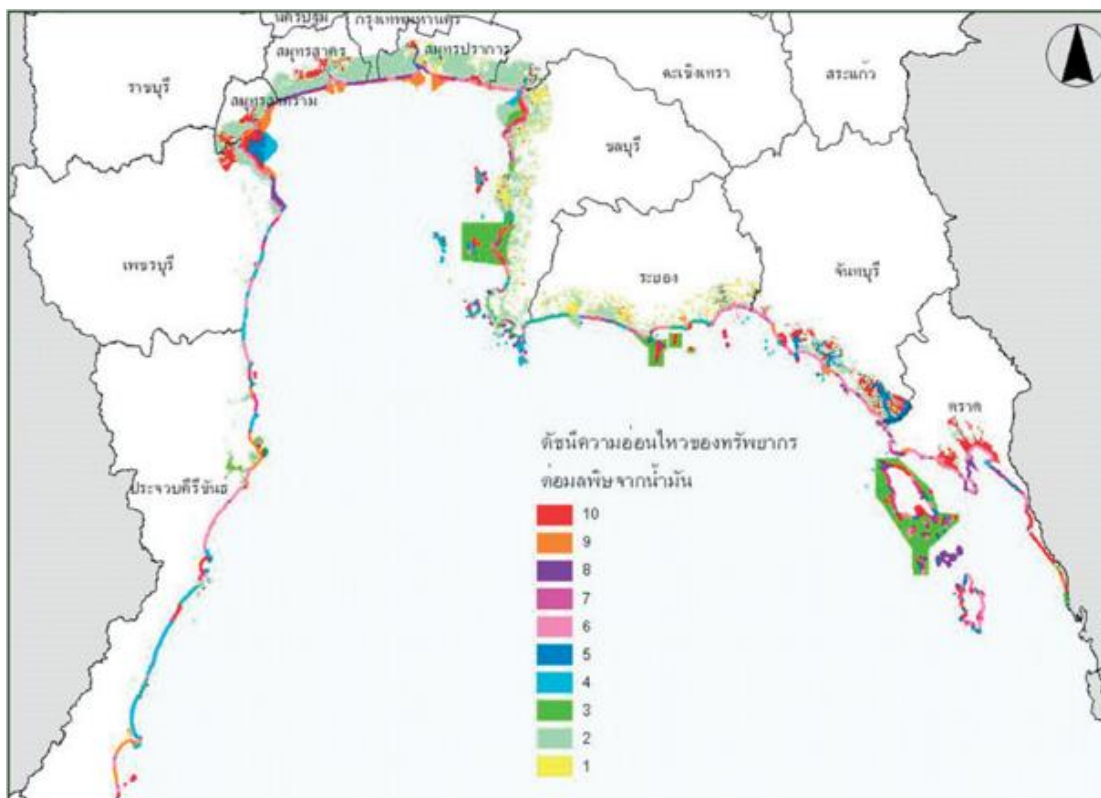 นครปฐม
กรุงเทพมหานคร
สมุทรสาคร
สมุทรปราการ
ฉะเชิงเทรา
สระแก้ว
ราชบุรี
สมุทรสงคราม
ชลบุรี
เพชรบุรี
ระยอง
จันทบุรี
ตราด
ประจวบคีรีขันธ์
ดัชนีความอ่อนไหวของทรัพยากร
ต่อมลพิษจากน้ำมัน
10
9
8
7
6
5
4
3
2
1